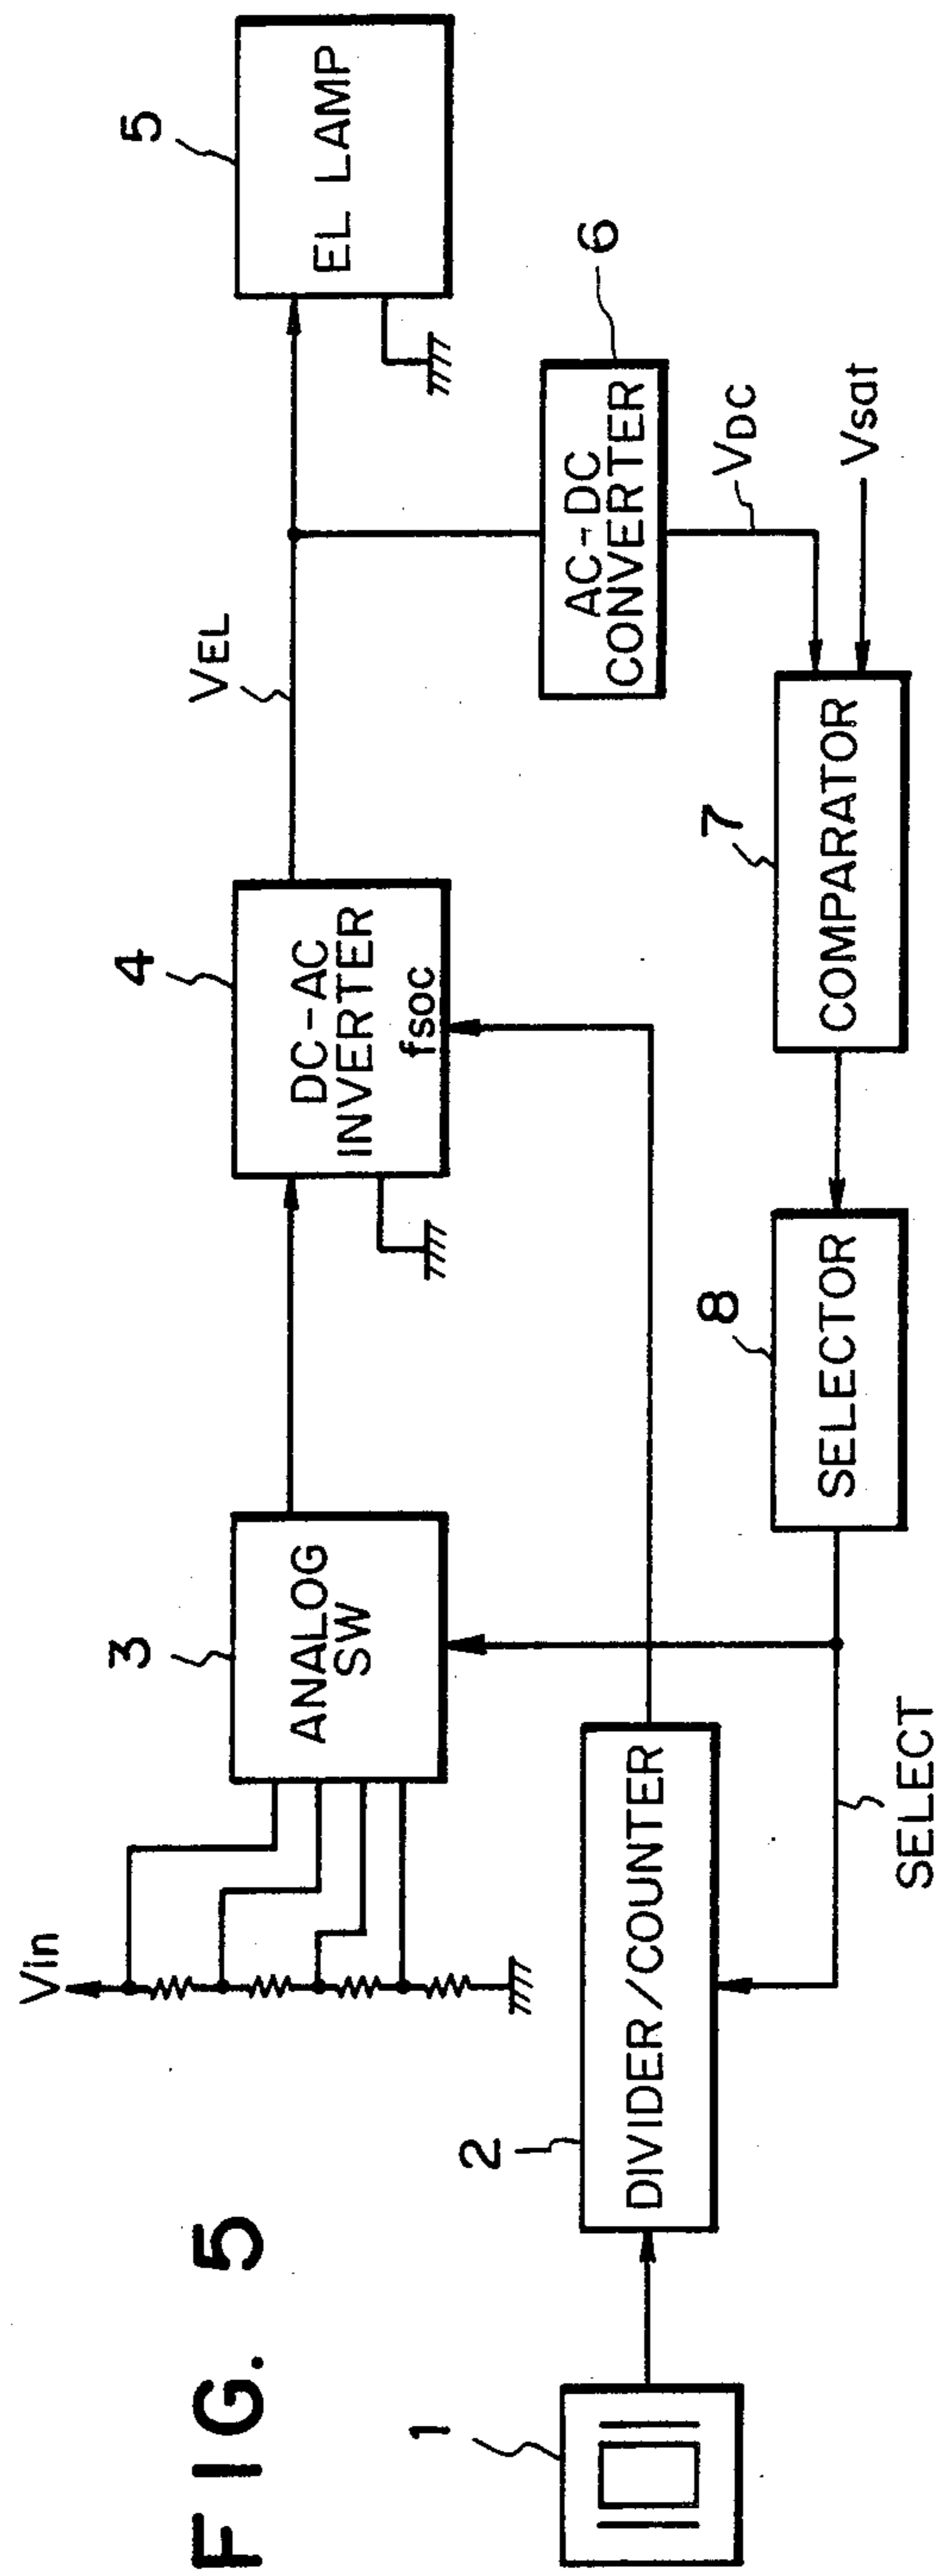 FIG. 5
1
2
DIVIDER/COUNTER
Vin
3
ANALOG
SW
4
DC-AC
INVERTER
fsoc
VEL
5
EL LAMP
6
AC-DC
CONVERTER
VDC
Vsat
7
COMPARATOR
8
SELECTOR
SELECT